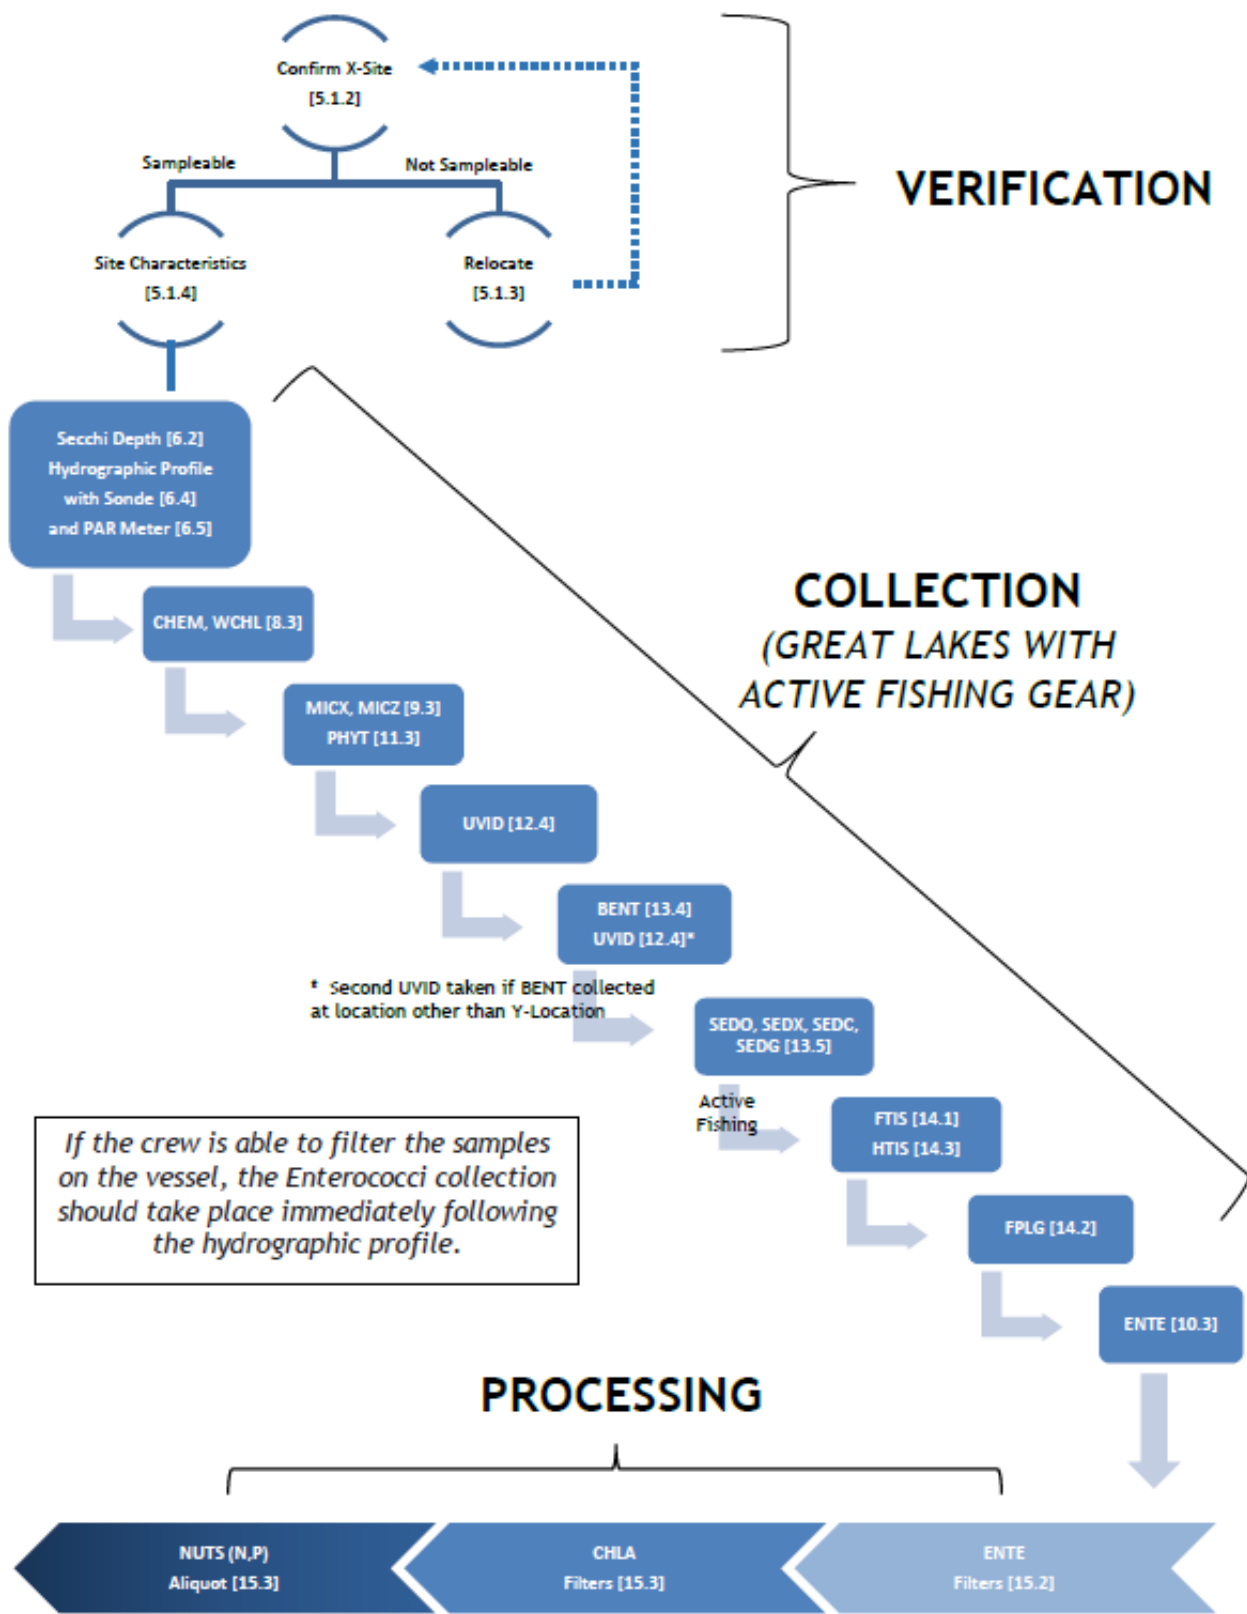 Confirm X-Site
[5.1.2]
Sampleable
Not Sampleable
VERIFICATION
Site Characteristics
[5.1.4]
Relocate
[5.1.3]
Secchi Depth [6.2]
Hydrographic Profile
with Sonde [6.4]
and PAR Meter [6.5]
COLLECTION
(GREAT LAKES WITH
ACTIVE FISHING GEAR)
CHEM, WCHL [8.3]
MICX, MICZ [9.3]
PHYT [11.3]
UVID [12.4]
BENT [13.4]
UVID [12.4]*
* Second UVID taken if BENT collected
at location other than Y-Location
SEDO, SEDX, SEDC,
SEDG [13.5]
Active
Fishing
FTIS [14.1]
HTIS [14.3]
If the crew is able to filter the samples
on the vessel, the Enterococci collection
should take place immediately following
the hydrographic profile.
FPLG [14.2]
ENTE [10.3]
PROCESSING
NUTS (N,P)
Aliquot [15.3]
CHLA
Filters [15.3]
ENTE
Filters [15.2]